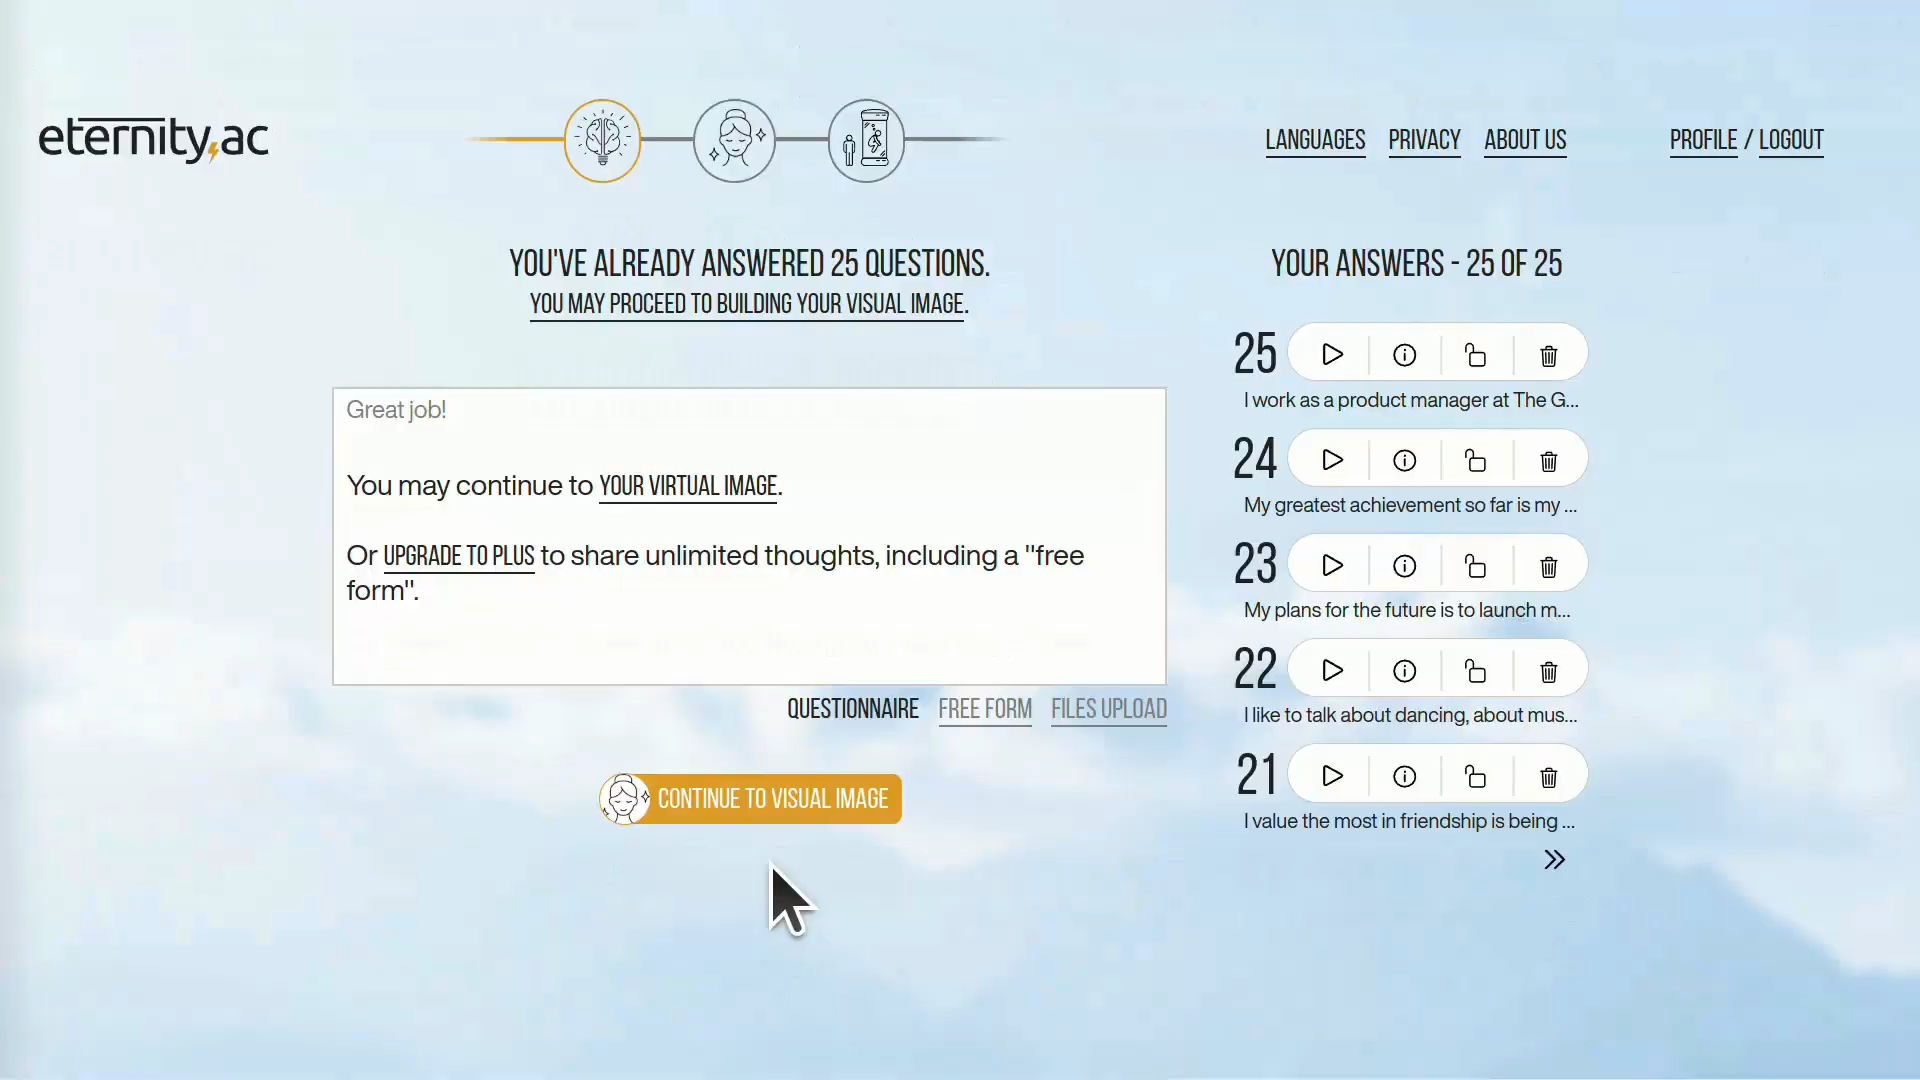 eternity.ac
LANGUAGES PRIVACY ABOUT US PROFILE / LOGOUT
YOU'VE ALREADY ANSWERED 25 QUESTIONS.
YOU MAY PROCEED TO BUILDING YOUR VISUAL IMAGE.
Great job!
You may continue to YOUR VIRTUAL IMAGE.
Or UPGRADE TO PLUS to share unlimited thoughts, including a "free
form".
QUESTIONNAIRE FREE FORM FILES UPLOAD
CONTINUE TO VISUAL IMAGE
YOUR ANSWERS - 25 OF 25
25
I work as a product manager at The G...
24
My greatest achievement so far is my ...
23
My plans for the future is to launch m...
22
I like to talk about dancing, about mus...
21
I value the most in friendship is being ...